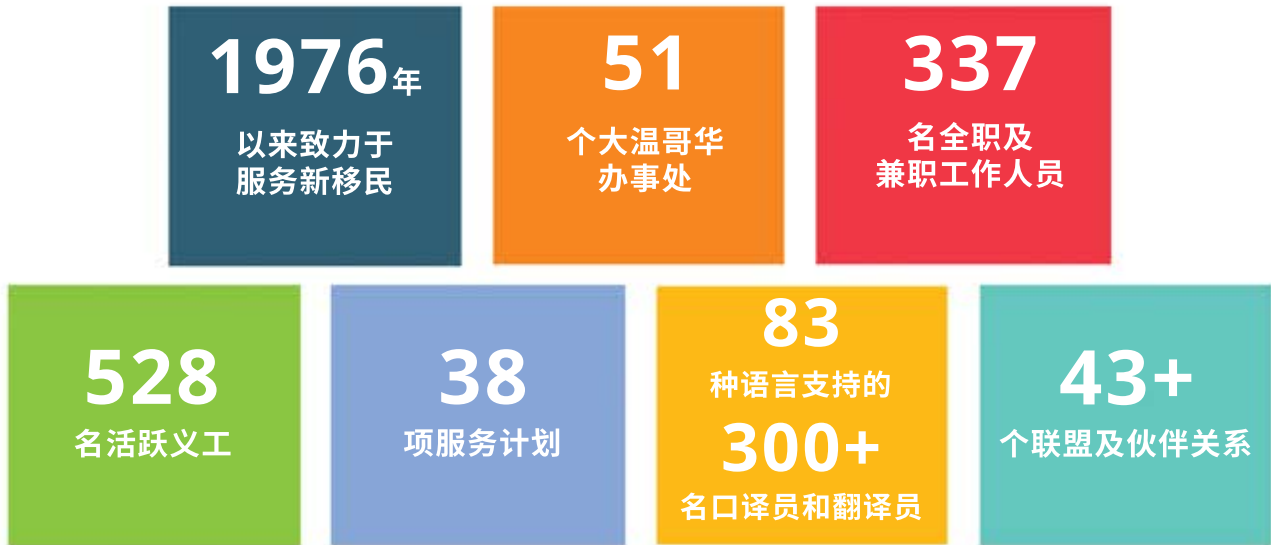 1976年
以来致力于
服务新移民
51
个大温哥华
办事处
337
名全职及
兼职工作人员
528
名活跃义工
38
项服务计划
83
种语言支持的
300+
名口译员和翻译员
43+
个联盟及伙伴关系